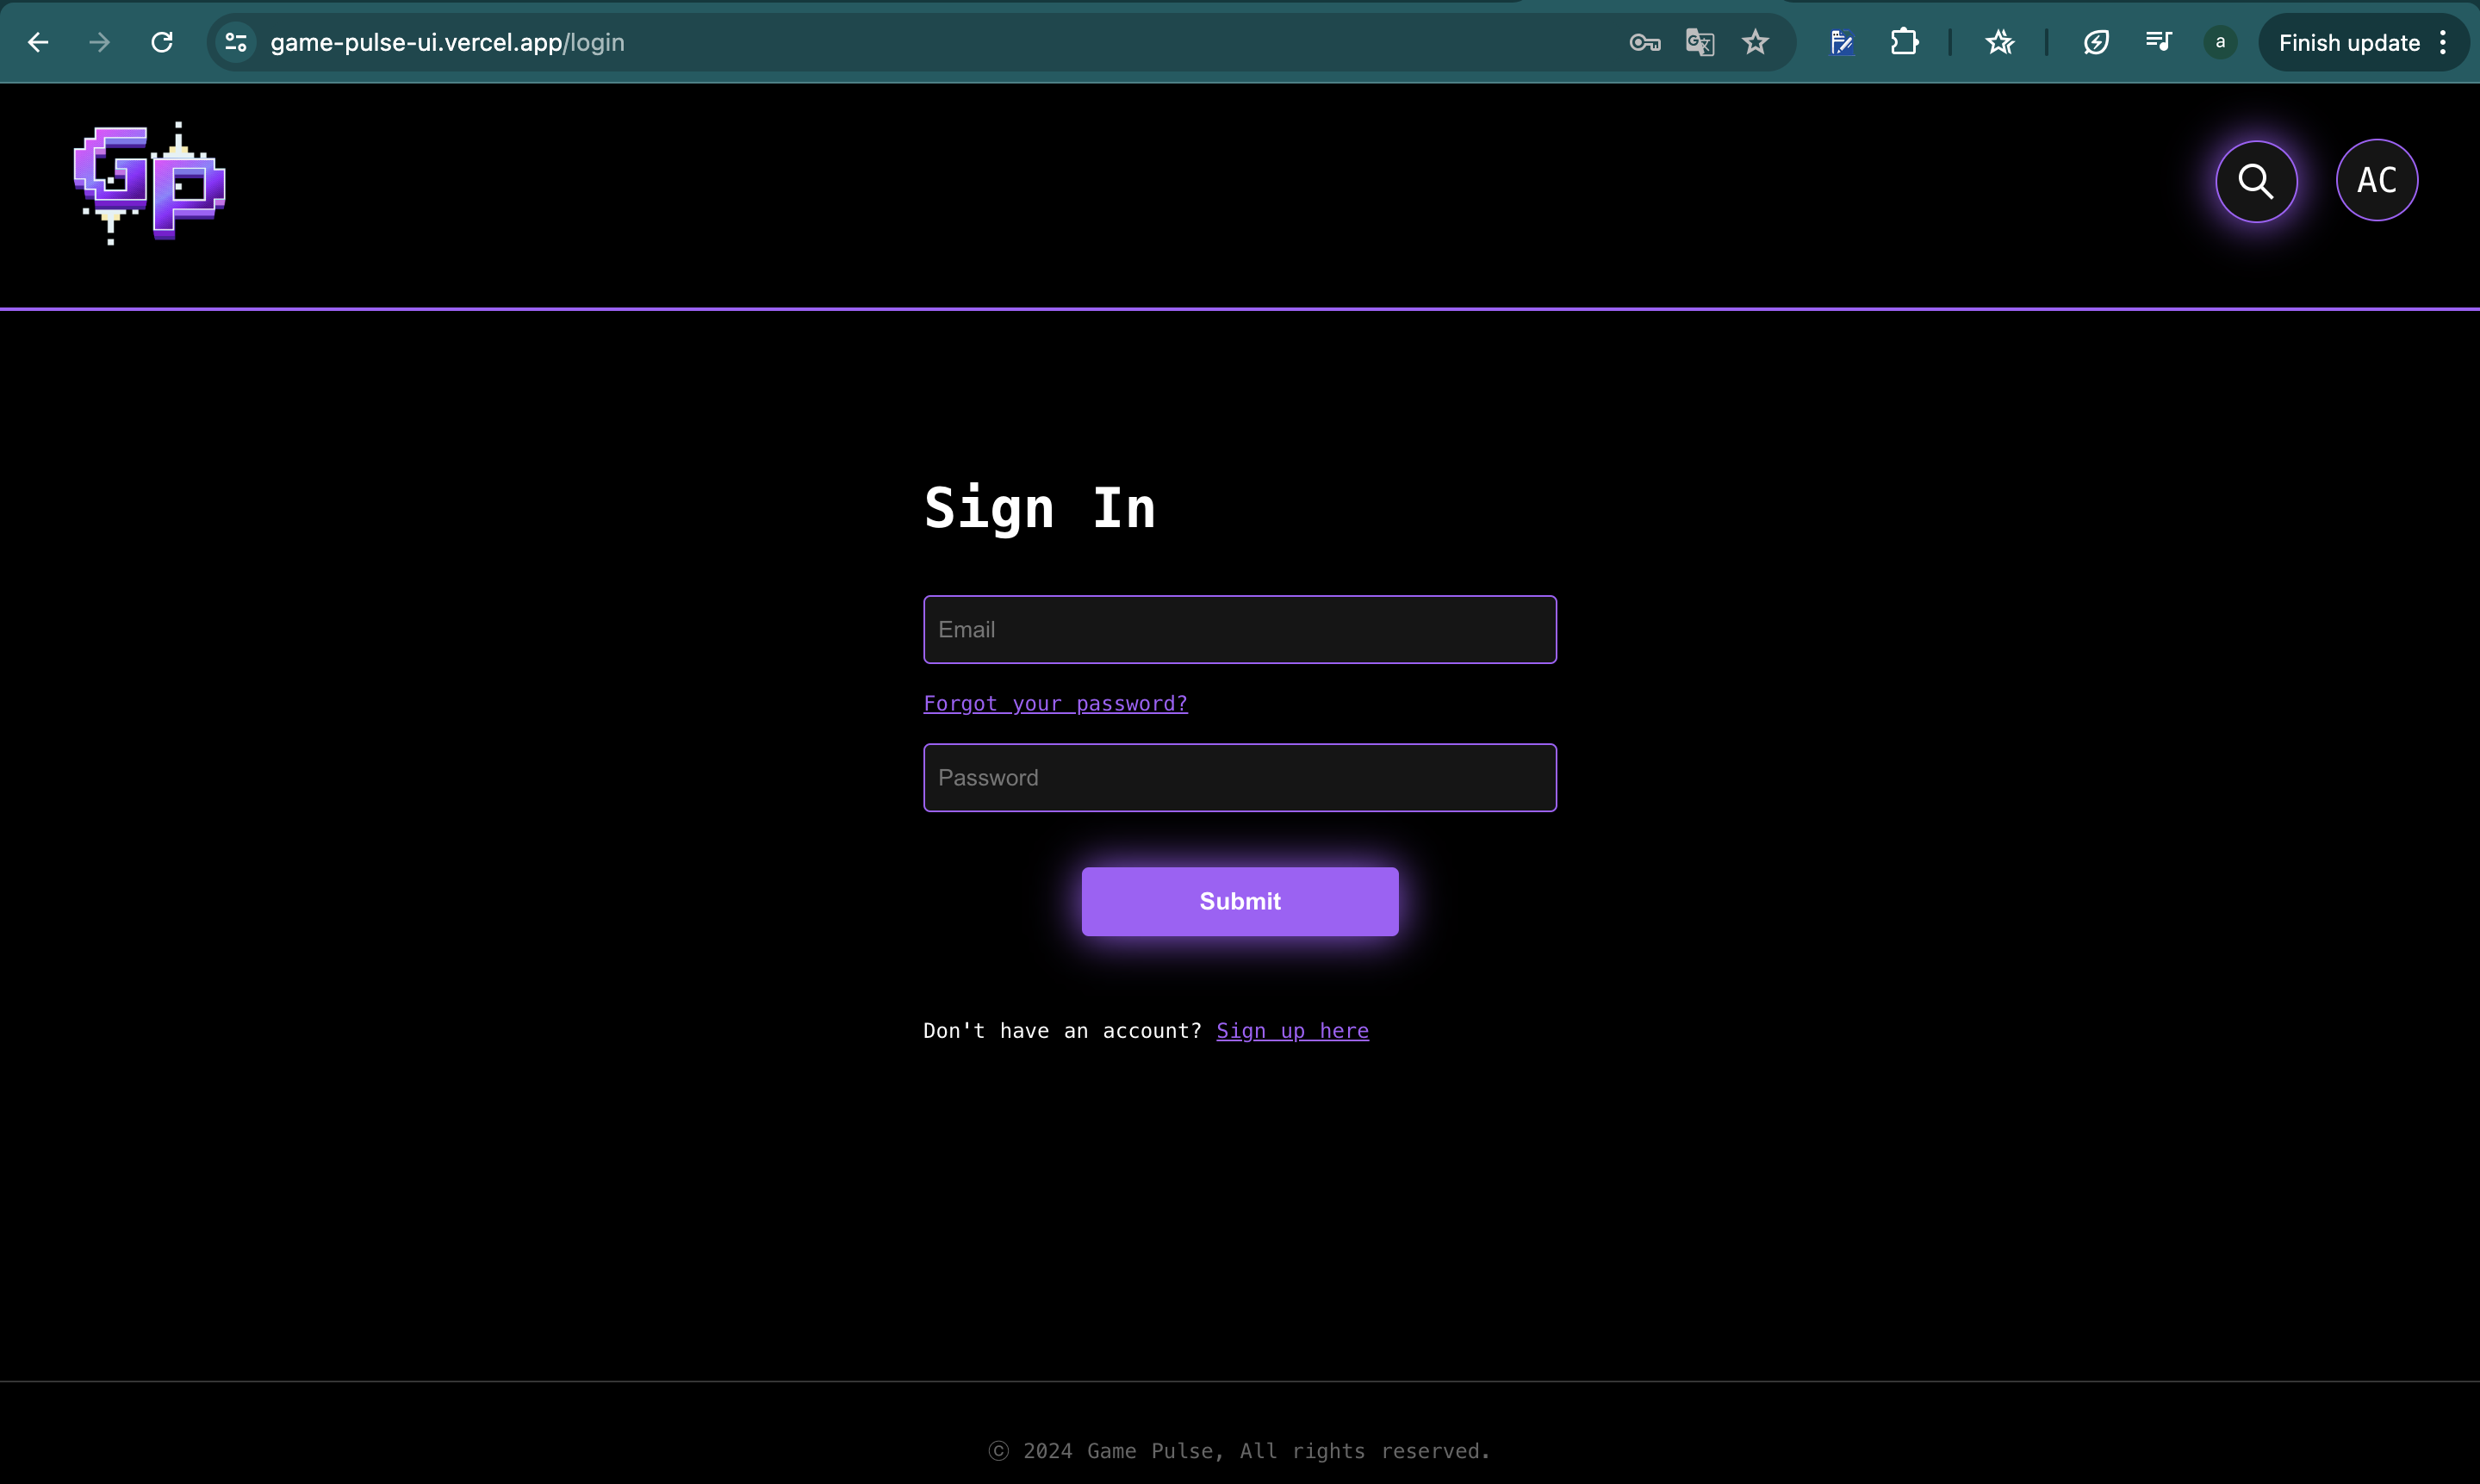 game-pulse-ui.vercel.app/login
a
Finish update
GP
AC
Sign In
Email
Forgot your password?
Password
Submit
Don't have an account? Sign up here
© 2024 Game Pulse, All rights reserved.